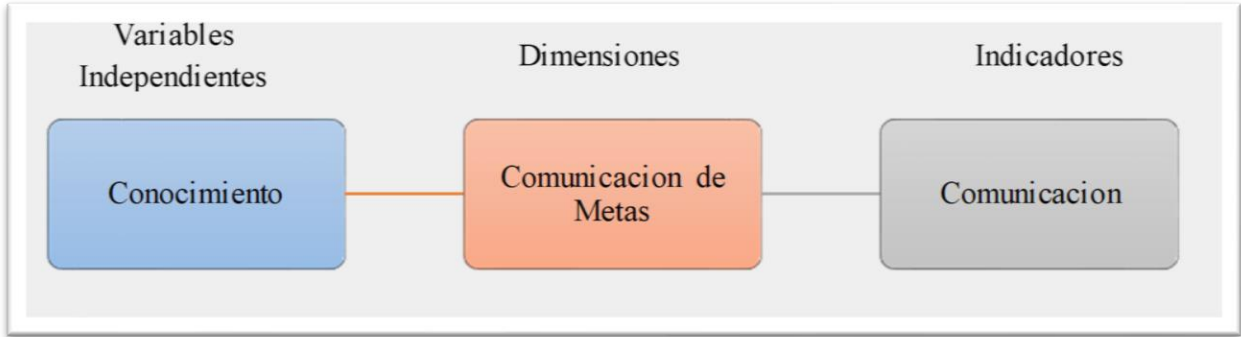 Variables
Independientes
Dimensiones
Indicadores
Conocimiento
Comunicacion de
Metas
Comunicacion